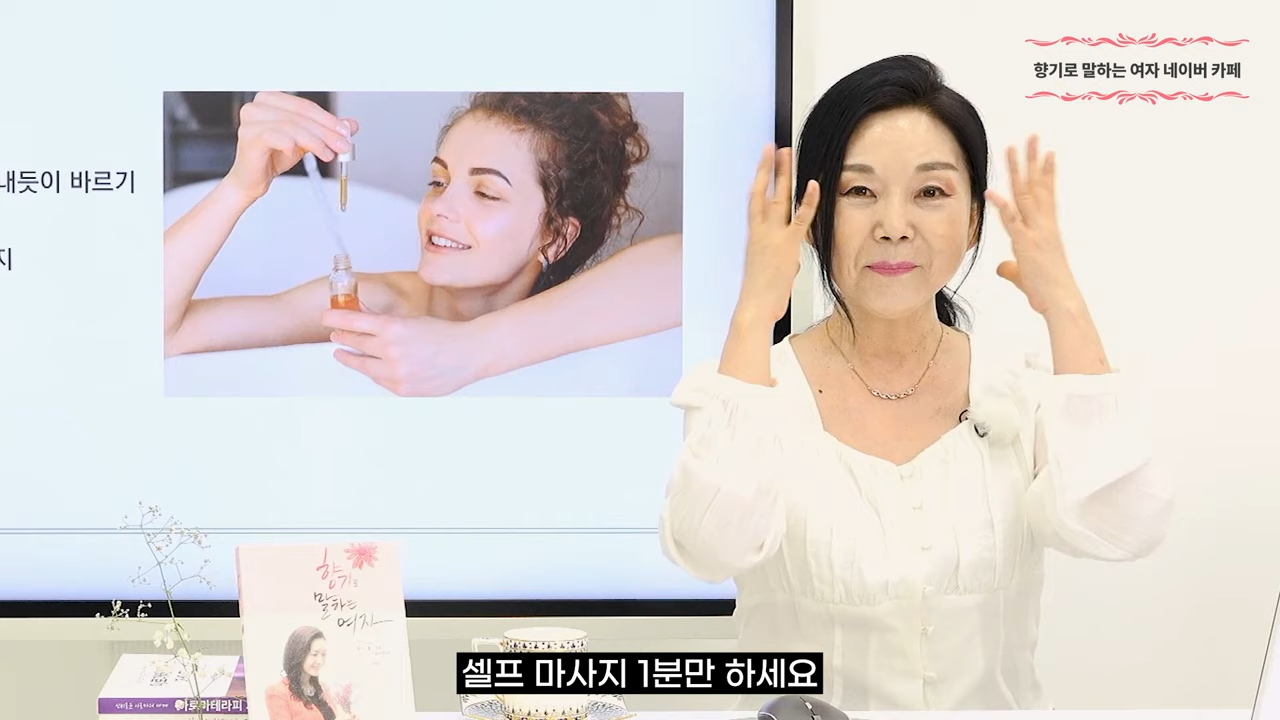 향기로 말하는 여자 네이버 카페
내듯이 바르기
지
향기로
말하는
여자
아로마테라피
셀프 마사지 1분만 하세요